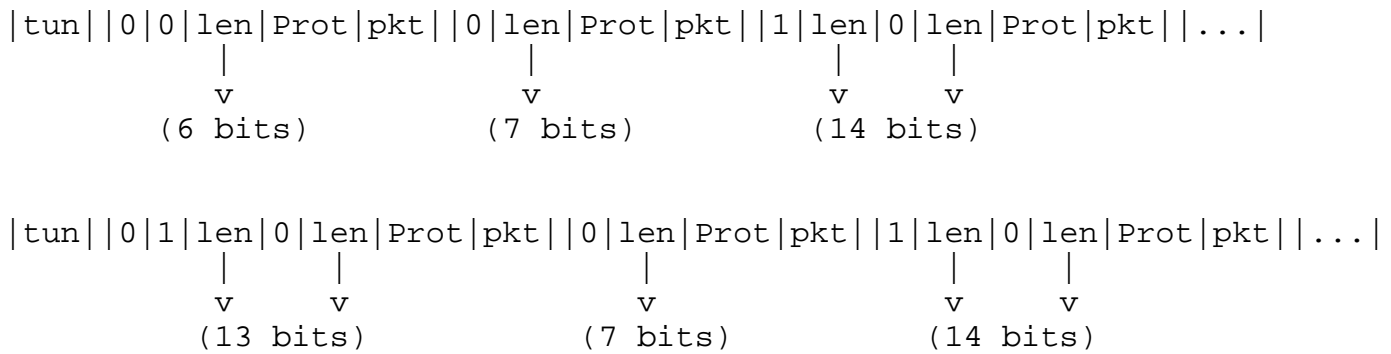 |tun||0|0|len|Prot|pkt||0|len|Prot|pkt||1|len|0|len|Prot|pkt||...|
            |                |                |     |
            v                v                v     v
         (6 bits)         (7 bits)         (14 bits)
|tun||0|1|len|0|len|Prot|pkt||0|len|Prot|pkt||1|len|0|len|Prot|pkt||...|
            |     |                |                |     |
            v     v                v                v     v
           (13 bits)           (7 bits)          (14 bits)